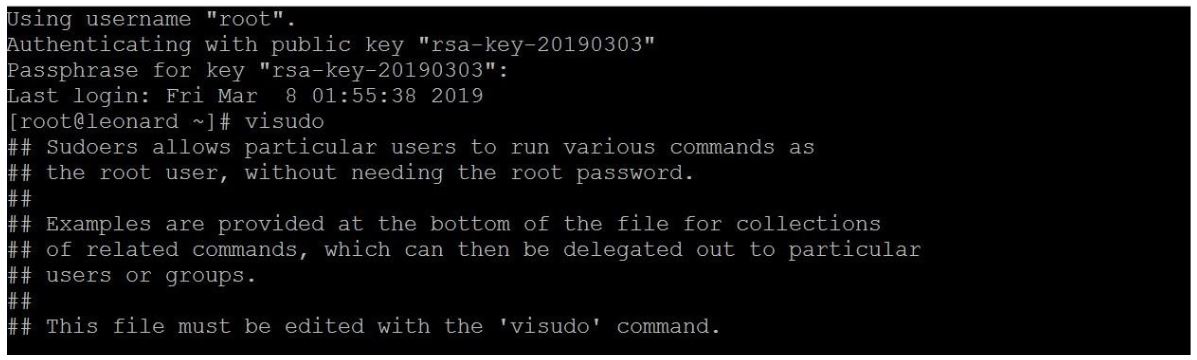 Using username "root".
Authenticating with public key "rsa-key-20190303"
Passphrase for key "rsa-key-20190303":
Last login: Fri Mar  8 01:55:38 2019
[root@leonard ~]# visudo
## Sudoers allows particular users to run various commands as
## the root user, without needing the root password.
##
## Examples are provided at the bottom of the file for collections
## of related commands, which can then be delegated out to particular
## users or groups.
##
## This file must be edited with the 'visudo' command.